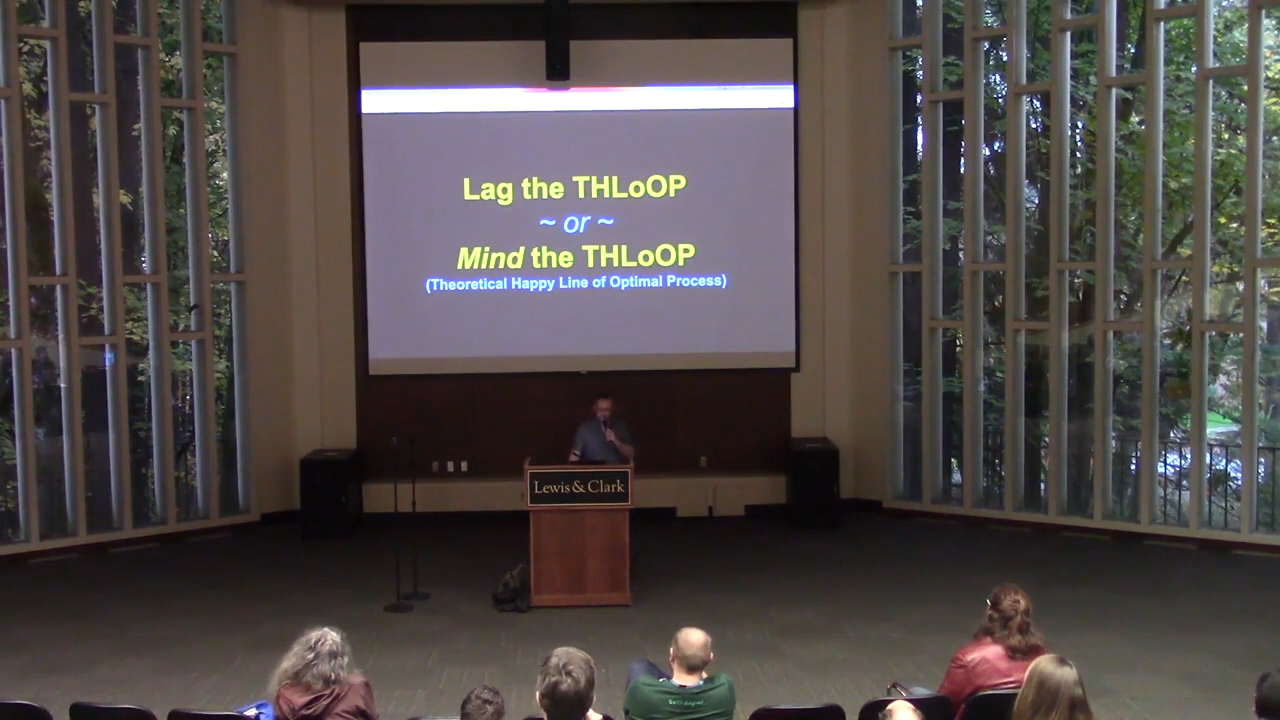 Lag the THLoOP
~ or ~
Mind the THLoOP
(Theoretical Happy Line of Optimal Process)
Lewis & Clark